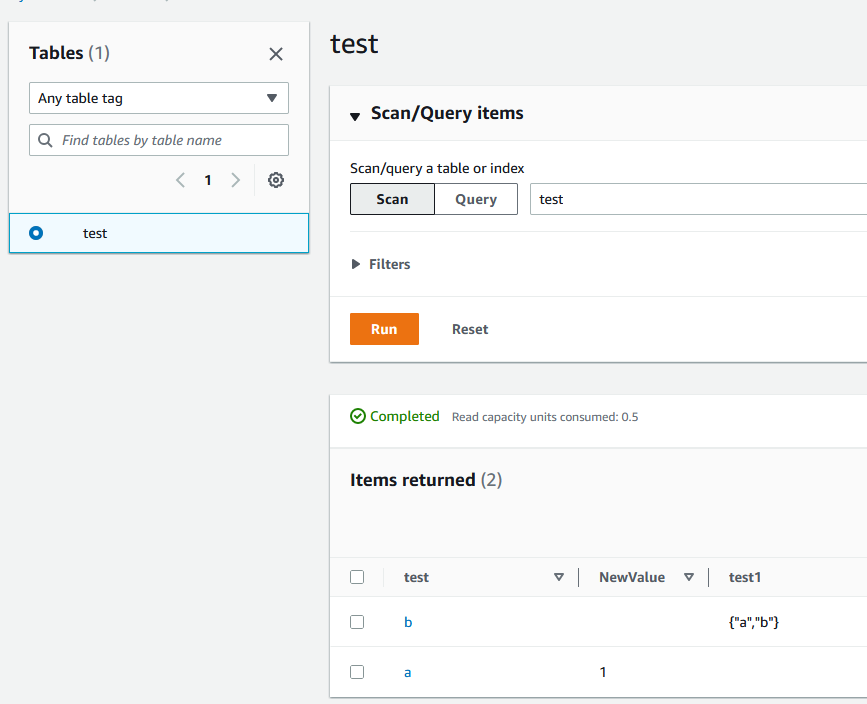 Tables (1)
Any table tag
Find tables by table name
1
test
test
Scan/Query items
Scan/query a table or index
Scan Query test
Filters
Run Reset
Completed Read capacity units consumed: 0.5
Items returned (2)
test NewValue test1
b {"a","b"}
a 1